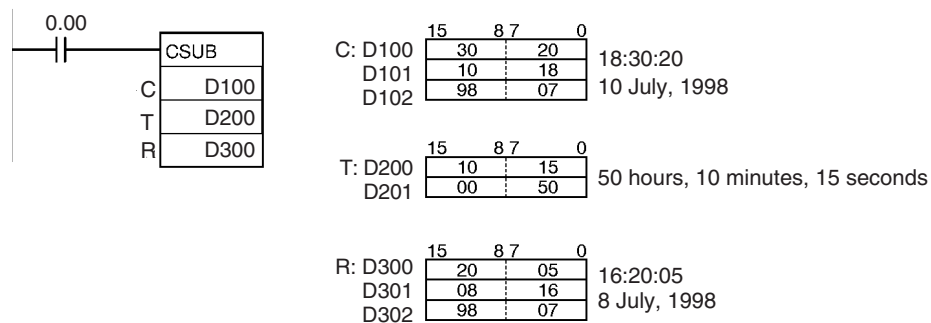 0.00
CSUB
C D100
T D200
R D300
15 8 7 0
C: D100 30 20 18:30:20
D101 10 18
D102 98 07 10 July, 1998
15 8 7 0
T: D200 10 15
D201 00 50 50 hours, 10 minutes, 15 seconds
15 8 7 0
R: D300 20 05 16:20:05
D301 08 16
D302 98 07 8 July, 1998